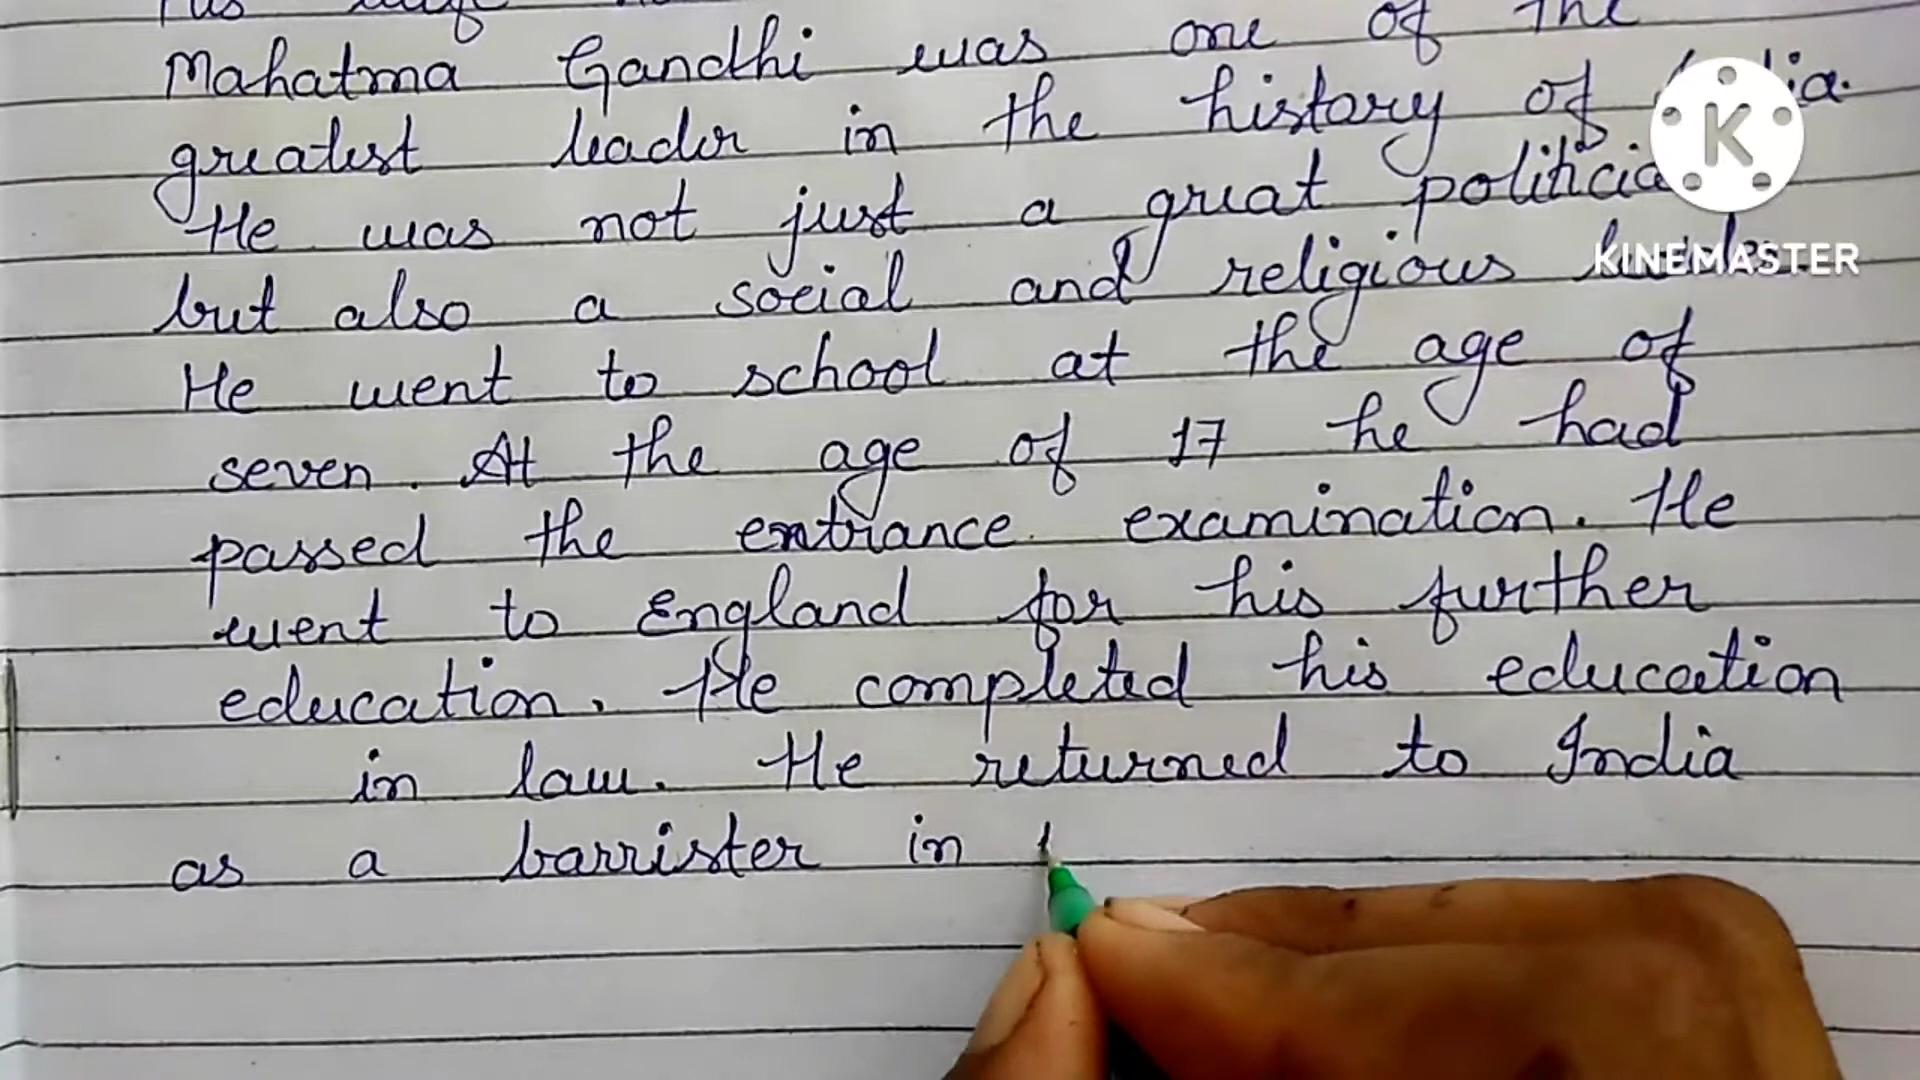 Mahatma Gandhi was one of the
greatest leader in the history of
He was not just a great
but also a social and religious
He went to school at the age of
seven. At the age of 17 he had
passed the entrance examination. He
went to England for his further
education. He completed his education
in law. He returned to India
as a barrister in
K
KINEMASTER